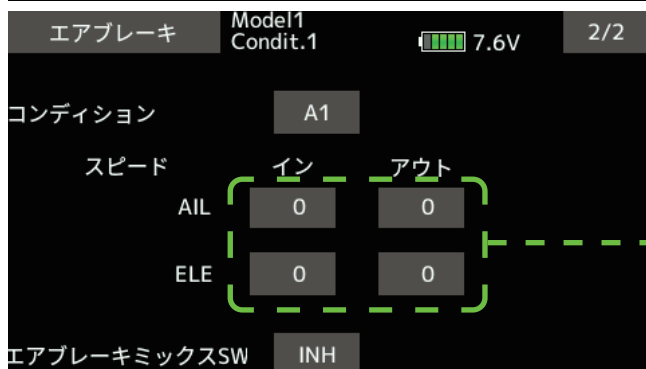 エアブレーキ Model1 Condit.1 7.6V 2/2
コンディション A1
スピード イン アウト
AIL 0 0
ELE 0 0
エアブレーキミックスSW INH